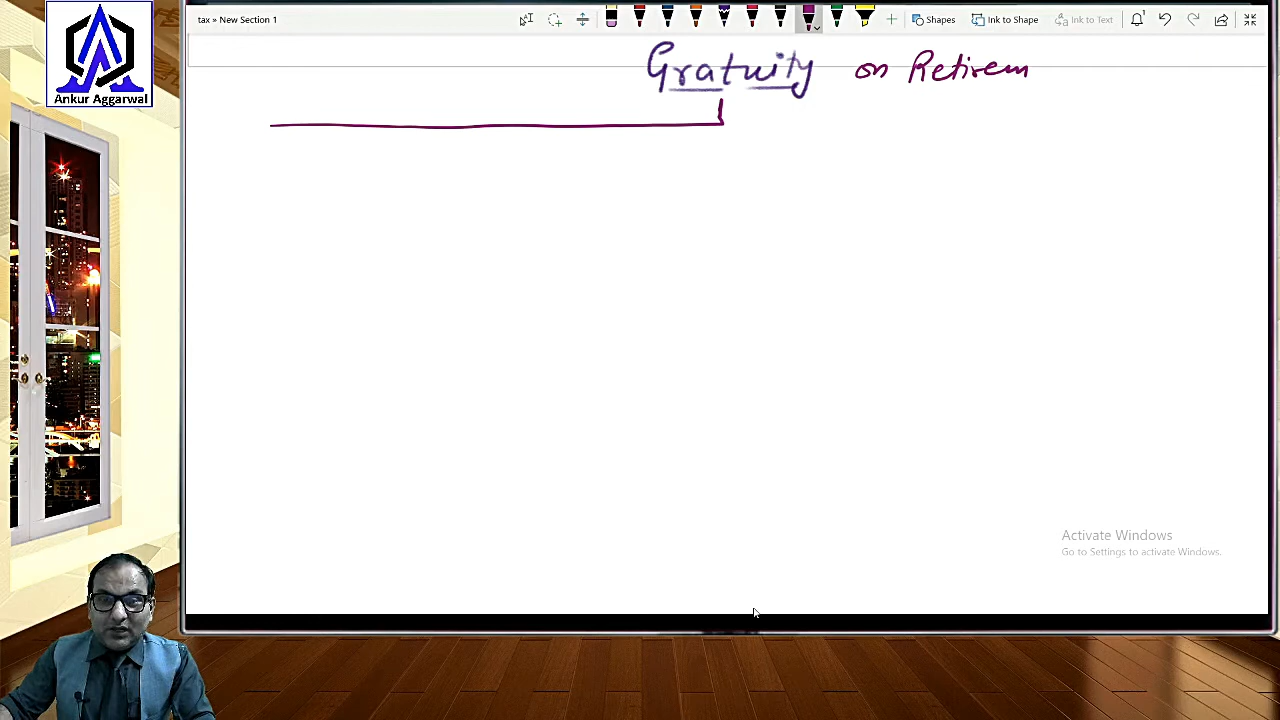 tax » New Section 1
Shapes
Ink to Shape
Ink to Text
Ankur Aggarwal
Gratuity on Retirem
Activate Windows
Go to Settings to activate Windows.